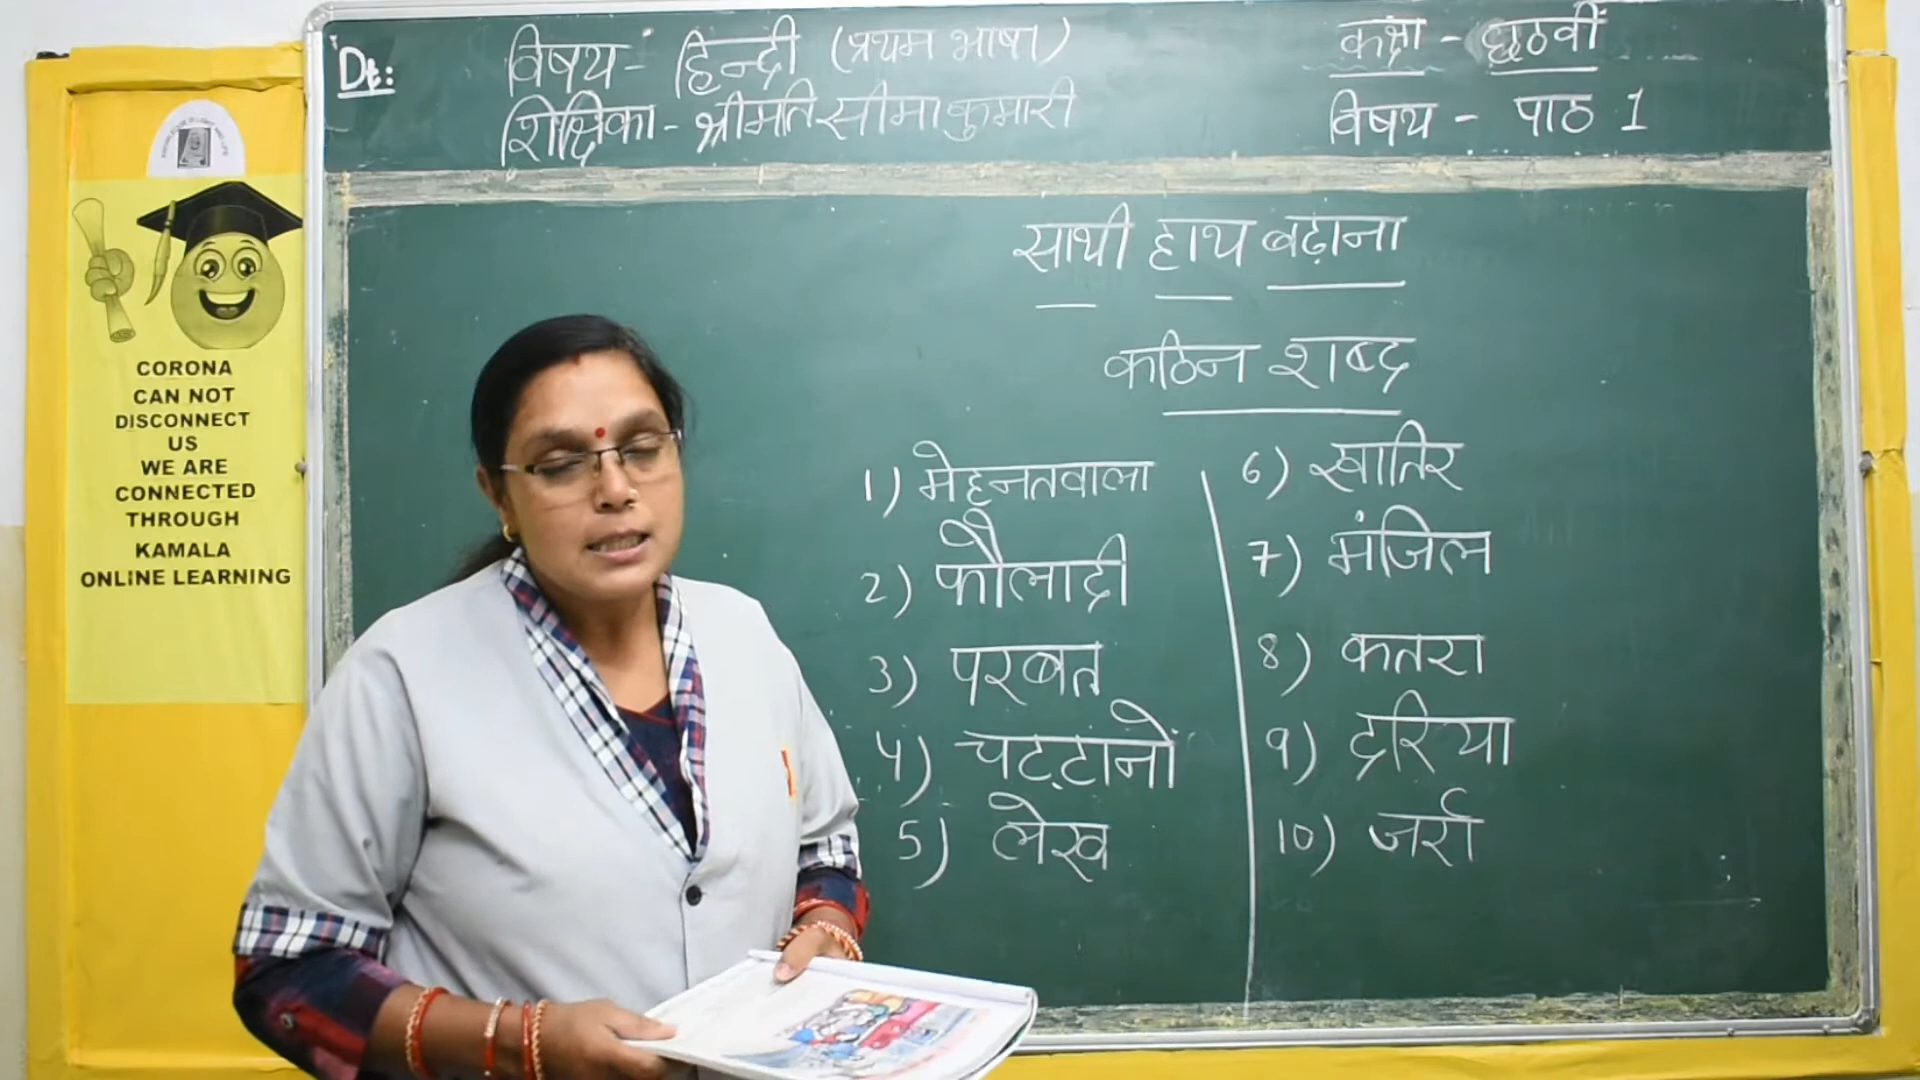 Dt:
विषय - हिन्दी (प्रथम भाषा)
शिक्षिका - श्रीमति सीमा कुमारी
कक्षा - छठवीं
विषय - पाठ 1
साथी हाथ बढ़ाना
कठिन शब्द
1) मेहनतवाला
2) फौलादी
3) परबत
4) चट्टानों
5) लेख
6) खातिर
7) मंजिल
8) कतरा
9) दरिया
10) जर्रा
CORONA
CAN NOT
DISCONNECT
US
WE ARE
CONNECTED
THROUGH
KAMALA
ONLINE LEARNING